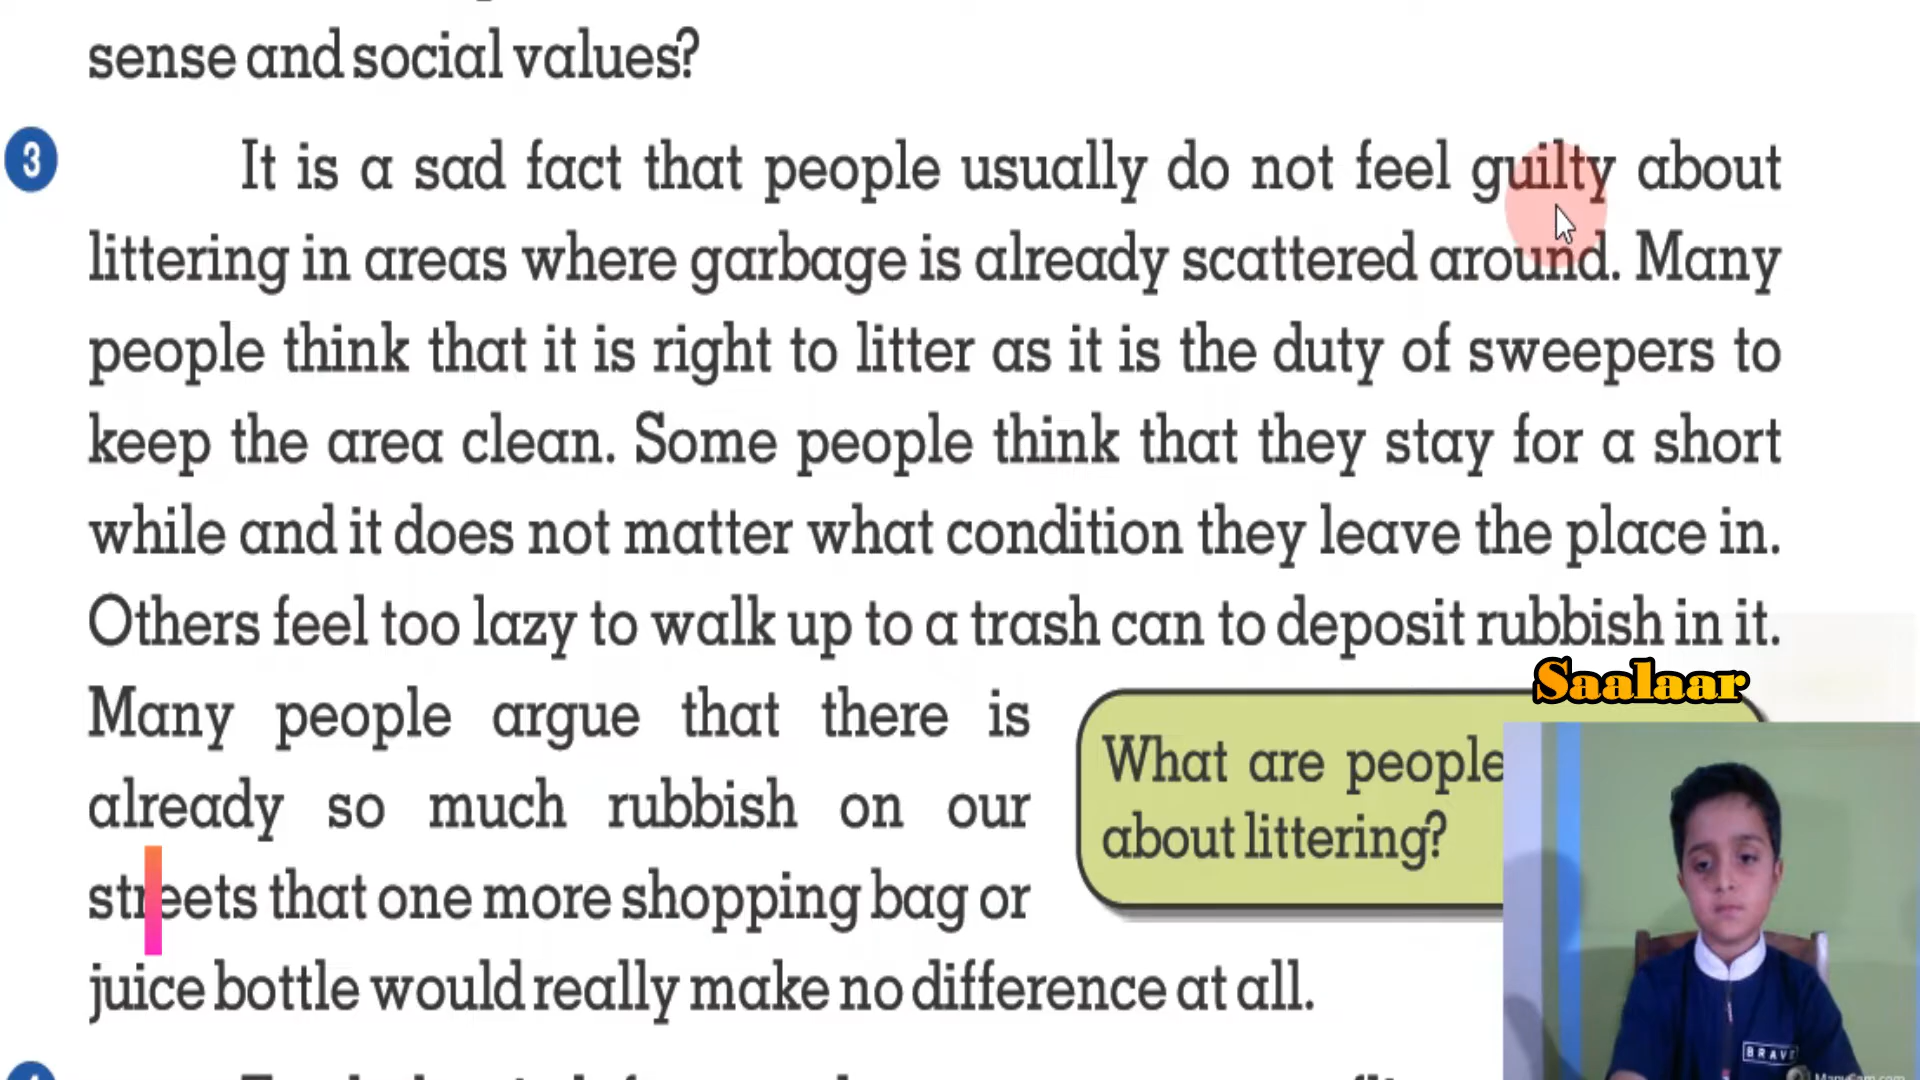 sense and social values?
3
It is a sad fact that people usually do not feel guilty about
littering in areas where garbage is already scattered around. Many
people think that it is right to litter as it is the duty of sweepers to
keep the area clean. Some people think that they stay for a short
while and it does not matter what condition they leave the place in.
Others feel too lazy to walk up to a trash can to deposit rubbish in it.
Many people argue that there is
already so much rubbish on our
streets that one more shopping bag or
juice bottle would really make no difference at all.
What are people
about littering?
Saalaar
BRAVE
ManyCam.com